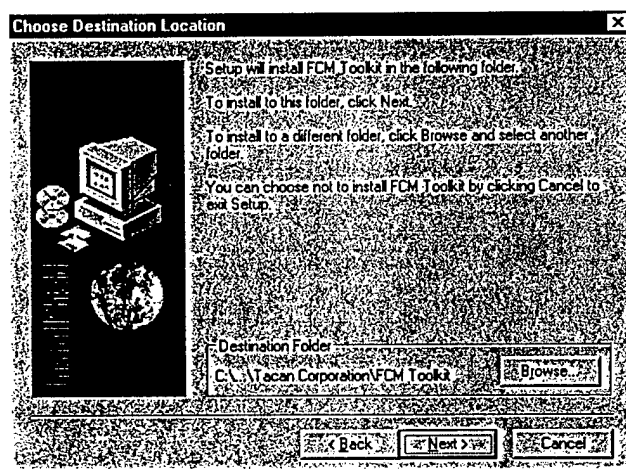 Choose Destination Location
Setup will install FCM Toolkit in the following folder.
To install to this folder, click Next.
To install to a different folder, click Browse and select another
folder.
You can choose not to install FCM Toolkit by clicking Cancel to
exit Setup.
Destination Folder
C:\...\Tacan Corporation\FCM Toolkit
Browse...
< Back
Next >
Cancel